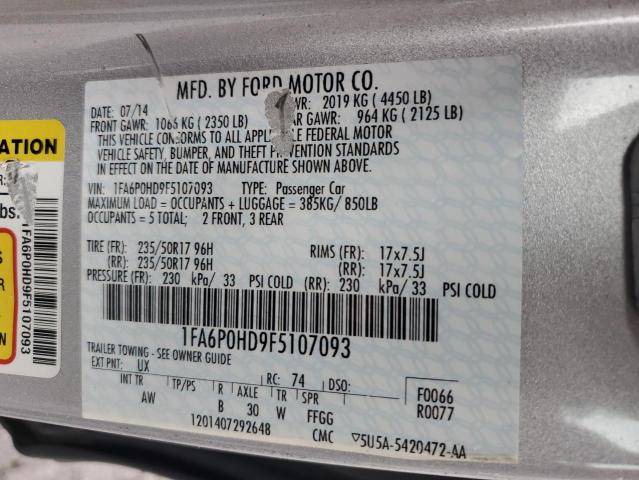 MFD. BY FORD MOTOR CO.
DATE: 07/14 WR: 2019 KG ( 4450 LB)
FRONT GAWR: 1066 KG ( 2350 LB) AR GAWR: 964 KG ( 2125 LB)
THIS VEHICLE CONFORMS TO ALL APPLICABLE FEDERAL MOTOR
VEHICLE SAFETY, BUMPER, AND THEFT PREVENTION STANDARDS
IN EFFECT ON THE DATE OF MANUFACTURE SHOWN ABOVE.
VIN: 1FA6P0HD9F5107093 TYPE: Passenger Car
MAXIMUM LOAD = OCCUPANTS + LUGGAGE = 385KG/ 850LB
OCCUPANTS = 5 TOTAL; 2 FRONT, 3 REAR
TIRE (FR): 235/50R17 96H RIMS (FR): 17x7.5J
(RR): 235/50R17 96H (RR): 17x7.5J
PRESSURE (FR): 230 kPa/ 33 PSI COLD (RR): 230 kPa/ 33 PSI COLD
1FA6P0HD9F5107093
TRAILER TOWING - SEE OWNER GUIDE
EXT PNT: UX RC: 74 DSO: F0066
INT TR TP/PS R AXLE TR SPR R0077
AW B 30 W FFGG
1201407292648 CMC ▽5U5A-5420472-AA
ATION
bs.
1FA6P0HD9F5107093